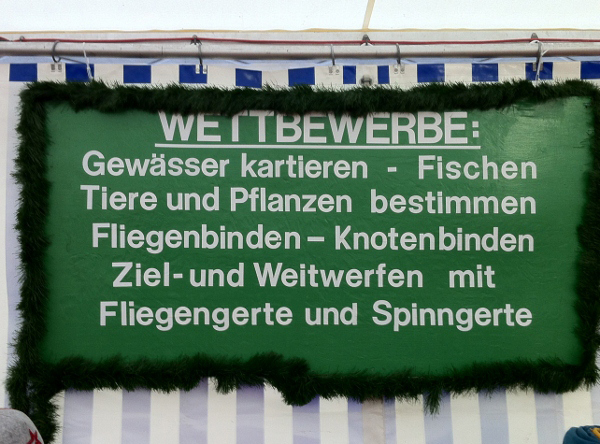 WETTBEWERBE:
Gewässer kartieren - Fischen
Tiere und Pflanzen bestimmen
Fliegenbinden – Knotenbinden
Ziel- und Weitwerfen mit
Fliegengerte und Spinngerte